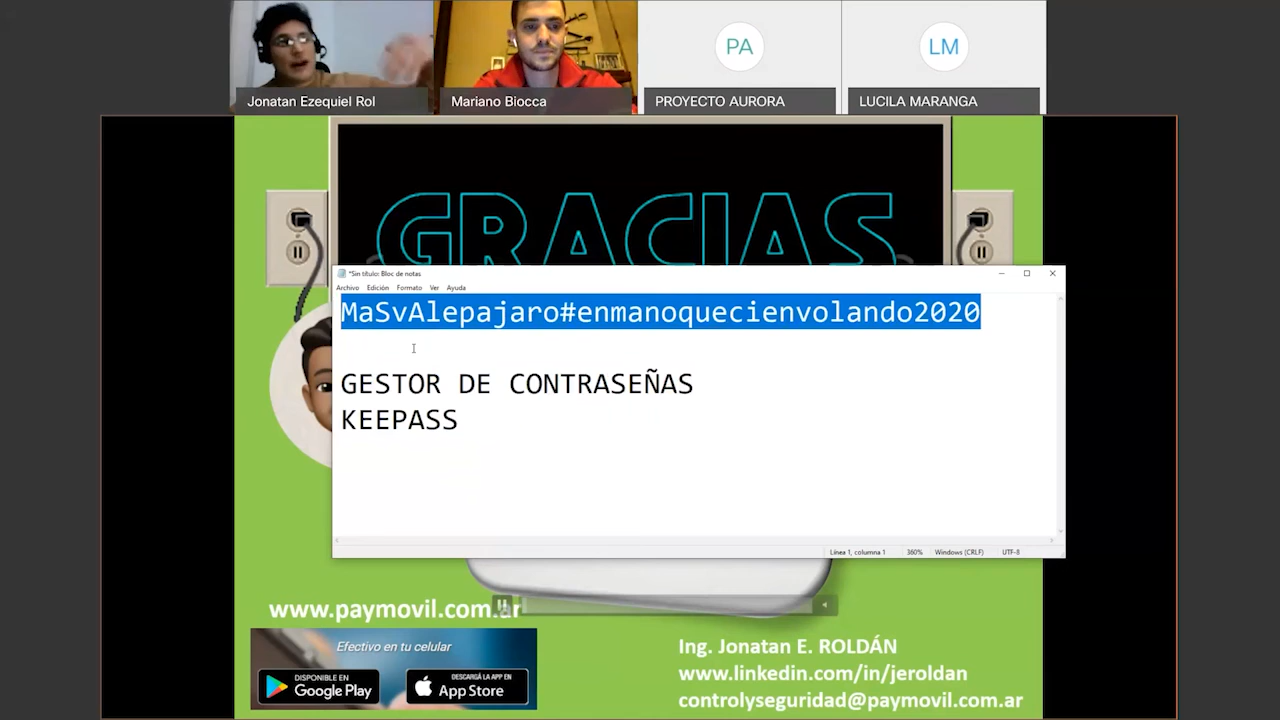 Jonatan Ezequiel Rol
Mariano Biocca
PA
PROYECTO AURORA
LM
LUCILA MARANGA
GRACIAS
*Sin título: Bloc de notas
Archivo Edición Formato Ver Ayuda
MaSvAlepajaro#enmanoquecienvolando2020
GESTOR DE CONTRASEÑAS
KEEPASS
Línea 1, columna 1 360% Windows (CRLF) UTF-8
www.paymovil.com.ar
Efectivo en tu celular
DISPONIBLE EN
Google Play
DESCARGÁ LA APP EN
App Store
Ing. Jonatan E. ROLDÁN
www.linkedin.com/in/jeroldan
controlyseguridad@paymovil.com.ar